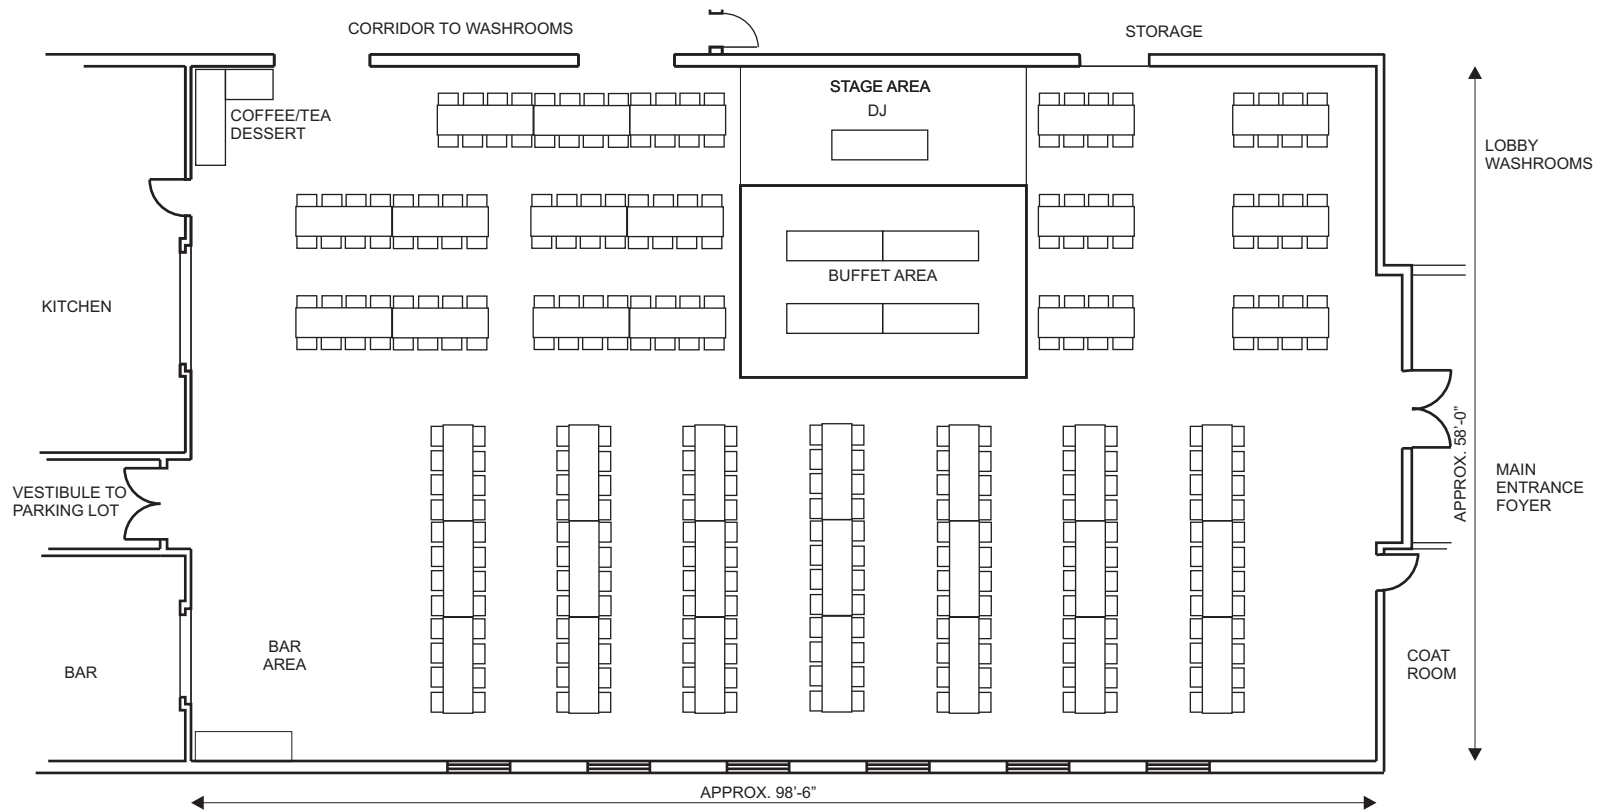 CORRIDOR TO WASHROOMS
STORAGE
STAGE AREA
DJ
COFFEE/TEA
DESSERT
LOBBY
WASHROOMS
BUFFET AREA
KITCHEN
APPROX. 58'-0"
VESTIBULE TO
PARKING LOT
MAIN
ENTRANCE
FOYER
BAR
AREA
BAR
COAT
ROOM
APPROX. 98'-6"